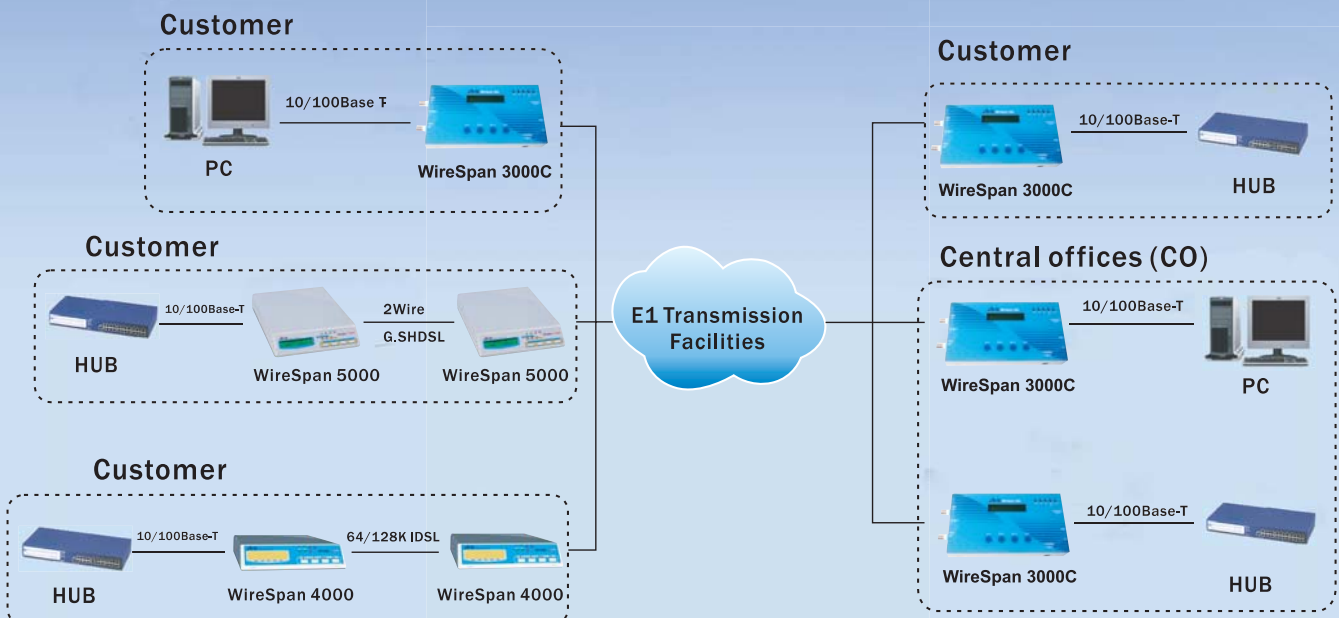 Customer
10/100Base T
PC
WireSpan 3000C
Customer
10/100Base-T
2Wire
G.SHDSL
HUB
WireSpan 5000
WireSpan 5000
Customer
10/100Base-T
64/128K IDSL
HUB
WireSpan 4000
WireSpan 4000
E1 Transmission
Facilities
Customer
10/100Base-T
WireSpan 3000C
HUB
Central offices (CO)
10/100Base-T
WireSpan 3000C
PC
10/100Base-T
WireSpan 3000C
HUB